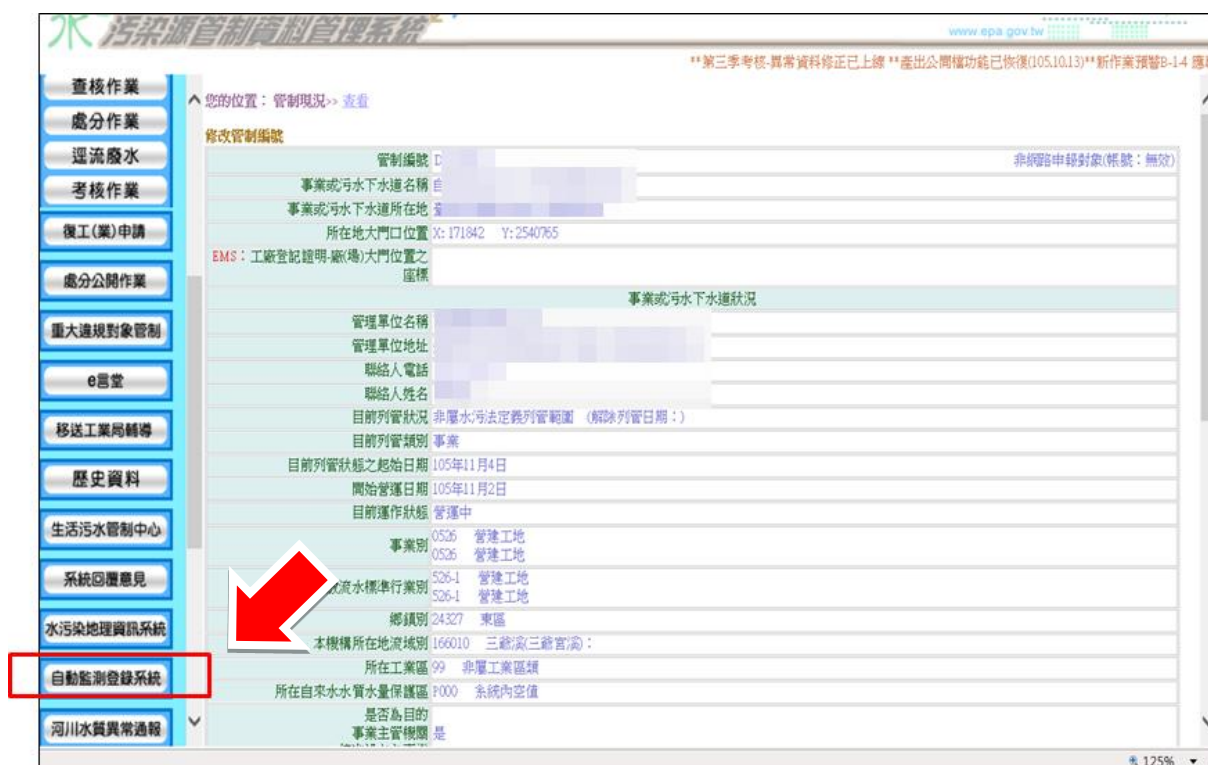 水污染源管制資料管理系統
www.epa.gov.tw
**第三季考核-異常資料修正已上線 **產出公開檔功能已恢復(105.10.13)**新作業預警B-1-4
查核作業
處分作業
逕流廢水
考核作業
復工(業)申請
處分公開作業
重大違規對象管制
e言堂
移送工業局輔導
歷史資料
生活污水管制中心
系統回覆意見
水污染地理資訊系統
自動監測登錄系統
河川水質異常通報
您的位置： 管制現況>> 查看
修改管制編號
管制編號 D 非網路申報對象(帳號：無效)
事業或污水下水道名稱
事業或污水下水道所在地
所在地大門口位置 X: 171842 Y: 2540765
EMS：工廠登記證明-廠(場)大門位置之
座標
事業或污水下水道狀況
管理單位名稱
管理單位地址
聯絡人電話
聯絡人姓名
目前列管狀況 非屬水污法定義列管範圍 (解除列管日期：)
目前列管類別 事業
目前列管狀態之起始日期 105年11月4日
開始營運日期 105年11月2日
目前運作狀態 營運中
事業別 0526 營建工地
0526 營建工地
流水標準行業別 526-1 營建工地
526-1 營建工地
鄉鎮別 24327 東區
本機構所在地流域別 166010 三爺溪(三爺宮溪)：
所在工業區 99 非屬工業區類
所在自來水水質水量保護區 P000 系統內空值
是否為目的
事業主管機關 是
125%